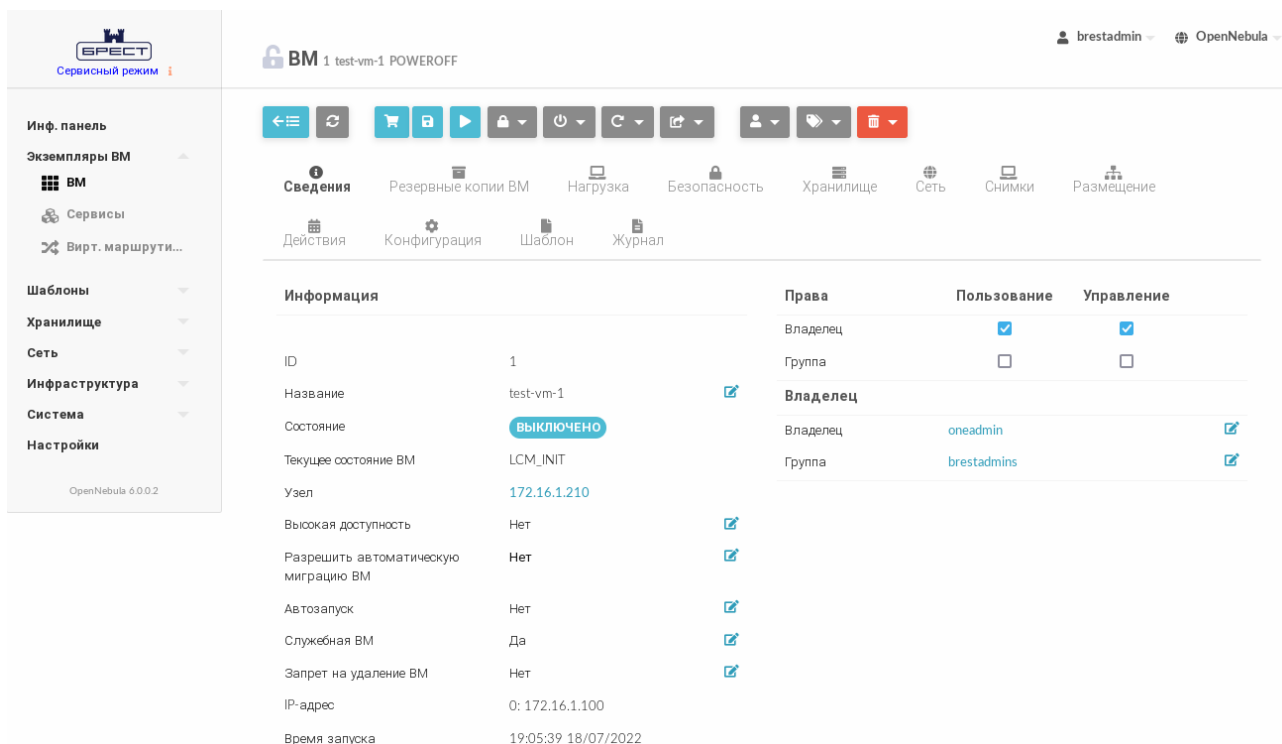 БРЕСТ
Сервисный режим
ВМ 1 test-vm-1 POWEROFF
brestadmin
OpenNebula
Инф. панель
Экземпляры ВМ
ВМ
Сервисы
Вирт. маршрути...
Шаблоны
Хранилище
Сеть
Инфраструктура
Система
Настройки
OpenNebula 6.0.0.2
Сведения Резервные копии ВМ Нагрузка Безопасность Хранилище Сеть Снимки Размещение
Действия Конфигурация Шаблон Журнал
Информация
ID 1
Название test-vm-1
Состояние ВЫКЛЮЧЕНО
Текущее состояние ВМ LCM_INIT
Узел 172.16.1.210
Высокая доступность Нет
Разрешить автоматическую Нет
миграцию ВМ
Автозапуск Нет
Служебная ВМ Да
Запрет на удаление ВМ Нет
IP-адрес 0: 172.16.1.100
Время запуска 19:05:39 18/07/2022
Права Пользование Управление
Владелец
Группа
Владелец
Владелец oneadmin
Группа brestadmins